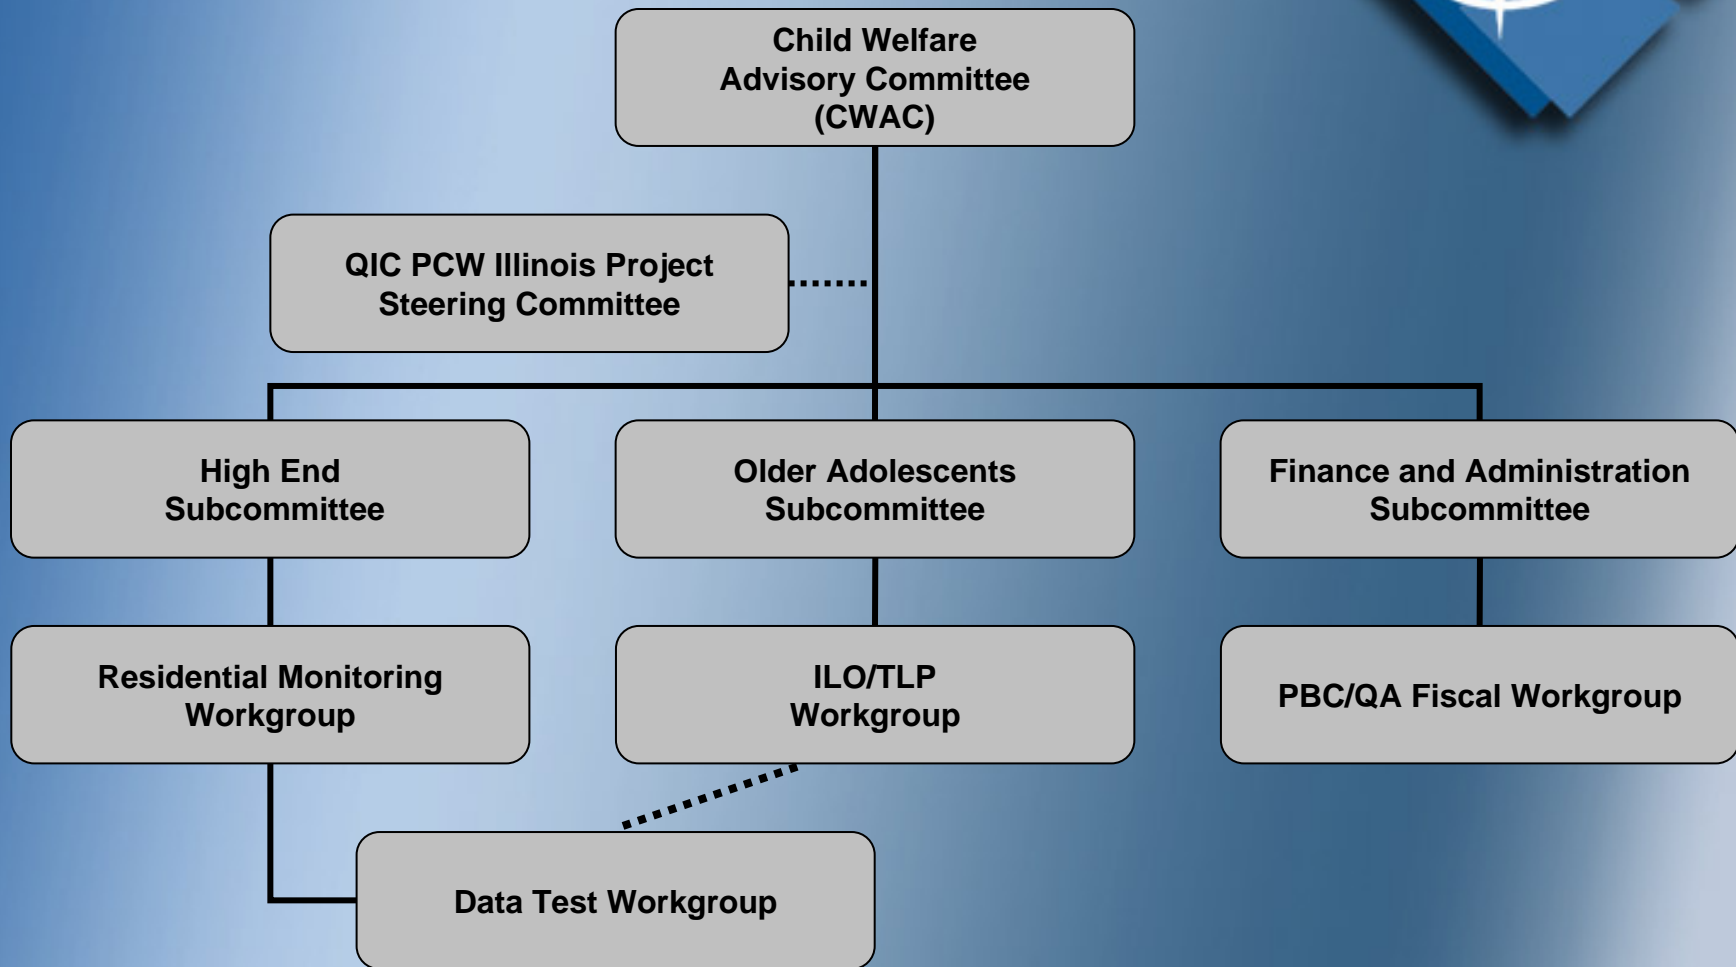 Child Welfare
Advisory Committee
(CWAC)
QIC PCW Illinois Project
Steering Committee
High End
Subcommittee
Older Adolescents
Subcommittee
Finance and Administration
Subcommittee
Residential Monitoring
Workgroup
ILO/TLP
Workgroup
PBC/QA Fiscal Workgroup
Data Test Workgroup